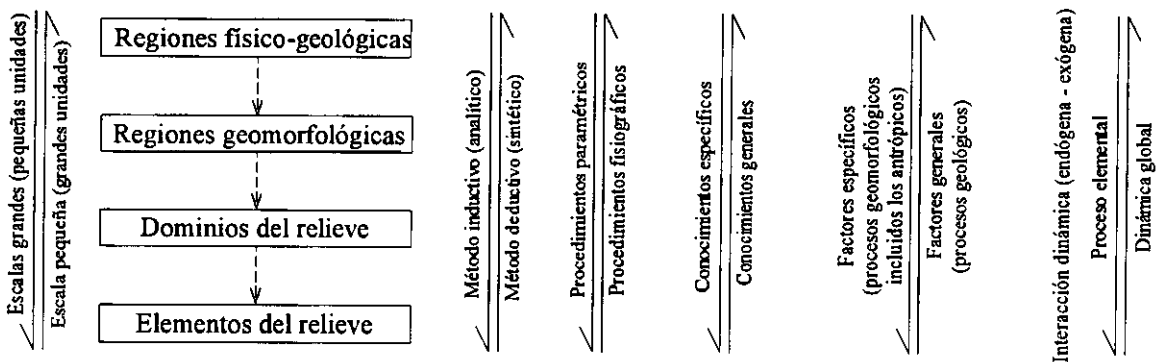 Escalas grandes (pequeñas unidades)
Escala pequeña (grandes unidades)
Regiones físico-geológicas
Regiones geomorfológicas
Dominios del relieve
Elementos del relieve
Método inductivo (analítico)
Método deductivo (sintético)
Procedimientos paramétricos
Procedimientos fisiográficos
Conocimientos específicos
Conocimientos generales
Factores específicos
(procesos geomorfológicos
incluidos los antrópicos)
Factores generales
(procesos geológicos)
Interacción dinámica (endógena - exógena)
Proceso elemental
Dinámica global